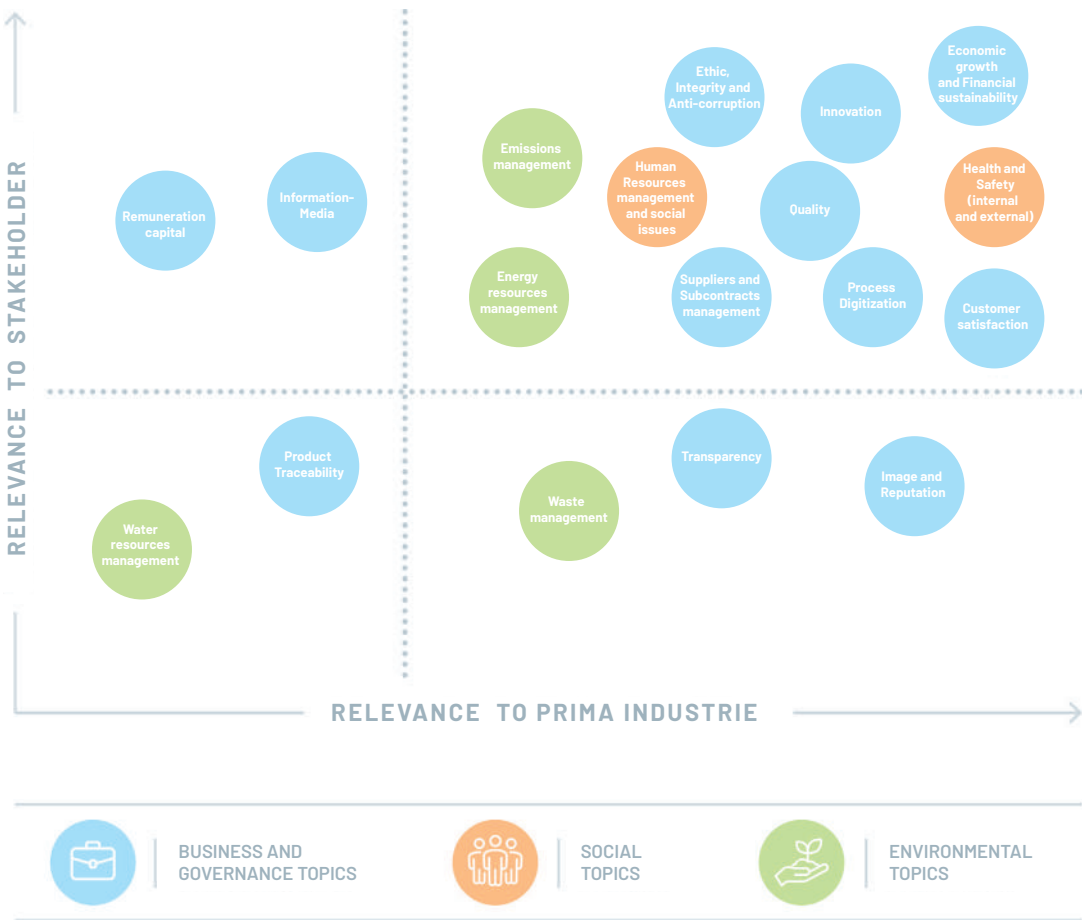 RELEVANCE TO STAKEHOLDER
Economic
growth
and Financial
sustainability
Ethic,
Integrity and
Anti-corruption
Innovation
Emissions
management
Human
Resources
management
and social
issues
Health and
Safety
(internal
and external)
Information-
Media
Remuneration
capital
Quality
Energy
resources
management
Suppliers and
Subcontracts
management
Process
Digitization
Customer
satisfaction
Product
Traceability
Transparency
Image and
Reputation
Waste
management
Water
resources
management
RELEVANCE TO PRIMA INDUSTRIE
BUSINESS AND
GOVERNANCE TOPICS
SOCIAL
TOPICS
ENVIRONMENTAL
TOPICS